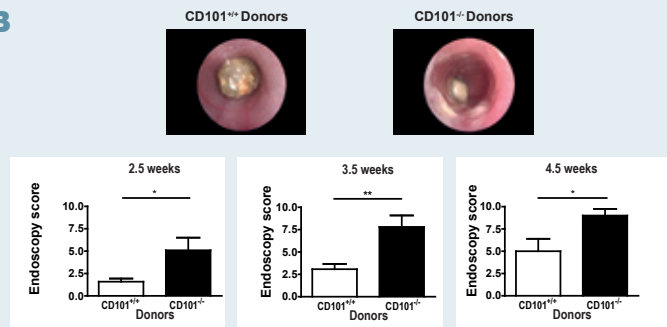 B
CD101+/+ Donors
CD101-/- Donors
2.5 weeks
*
Endoscopy score
10.0
7.5
5.0
2.5
0.0
CD101+/+
CD101-/-
Donors
3.5 weeks
**
Endoscopy score
10.0
7.5
5.0
2.5
0.0
CD101+/+
CD101-/-
Donors
4.5 weeks
*
Endoscopy score
10.0
7.5
5.0
2.5
0.0
CD101+/+
CD101-/-
Donors